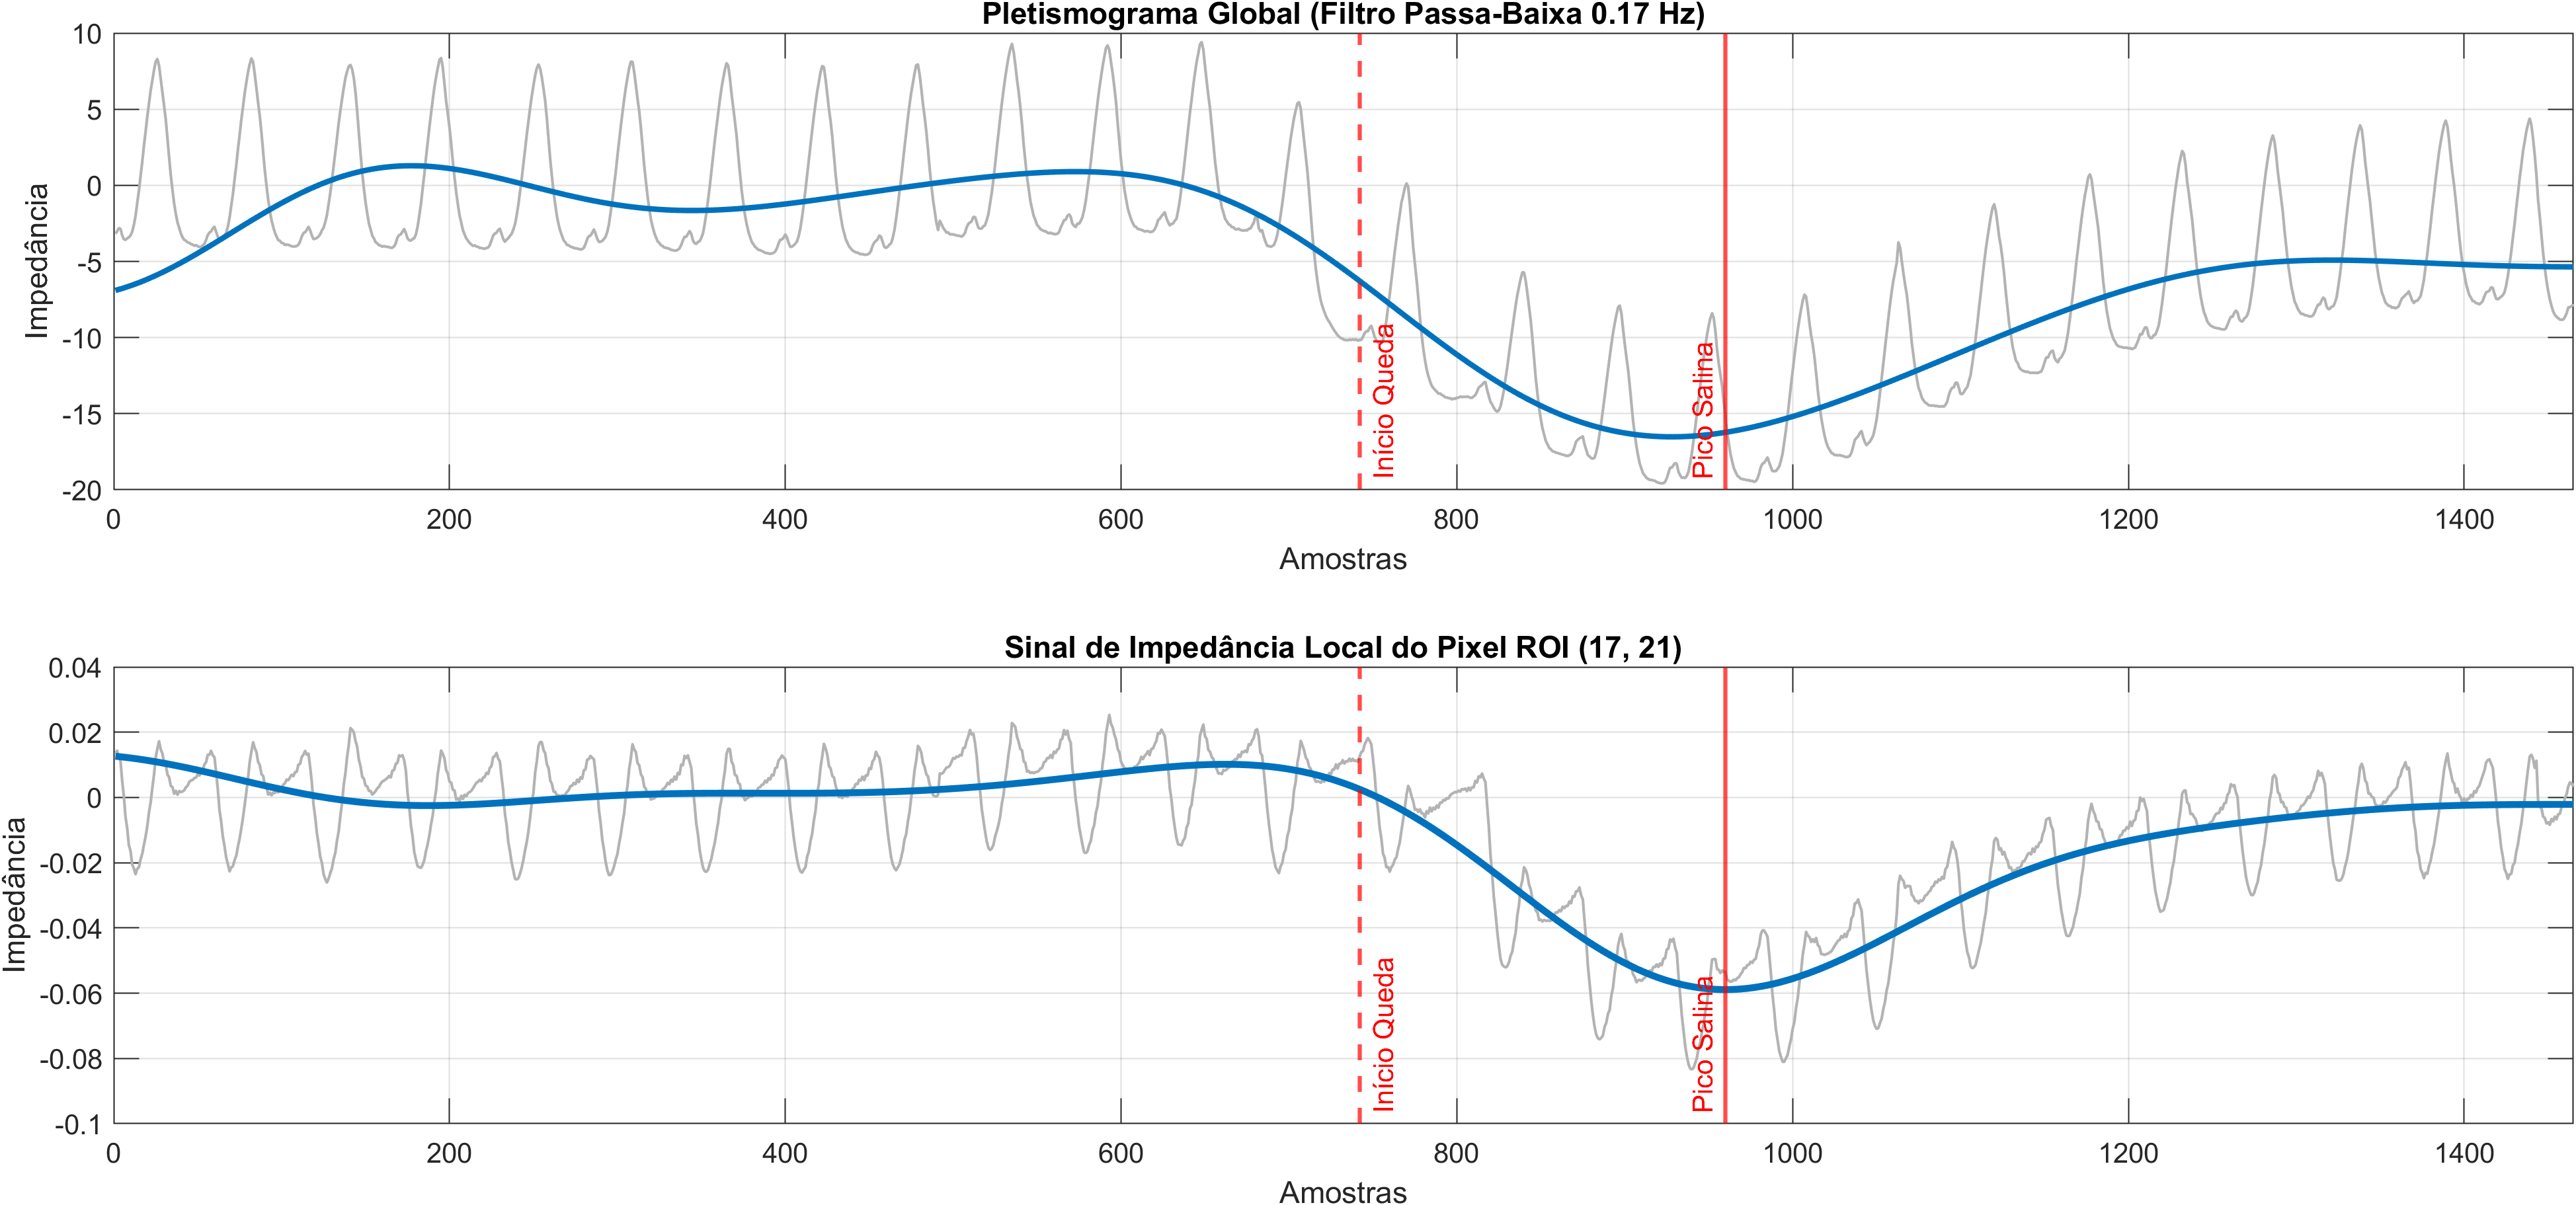 Pletismograma Global (Filtro Passa-Baixa 0.17 Hz)
10
5
0
-5
-10
-15
-20
Impedância
Início Queda
Pico Salina
0 200 400 600 800 1000 1200 1400
Amostras
Sinal de Impedância Local do Pixel ROI (17, 21)
0.04
0.02
0
-0.02
-0.04
-0.06
-0.08
-0.1
Impedância
Início Queda
Pico Salina
0 200 400 600 800 1000 1200 1400
Amostras